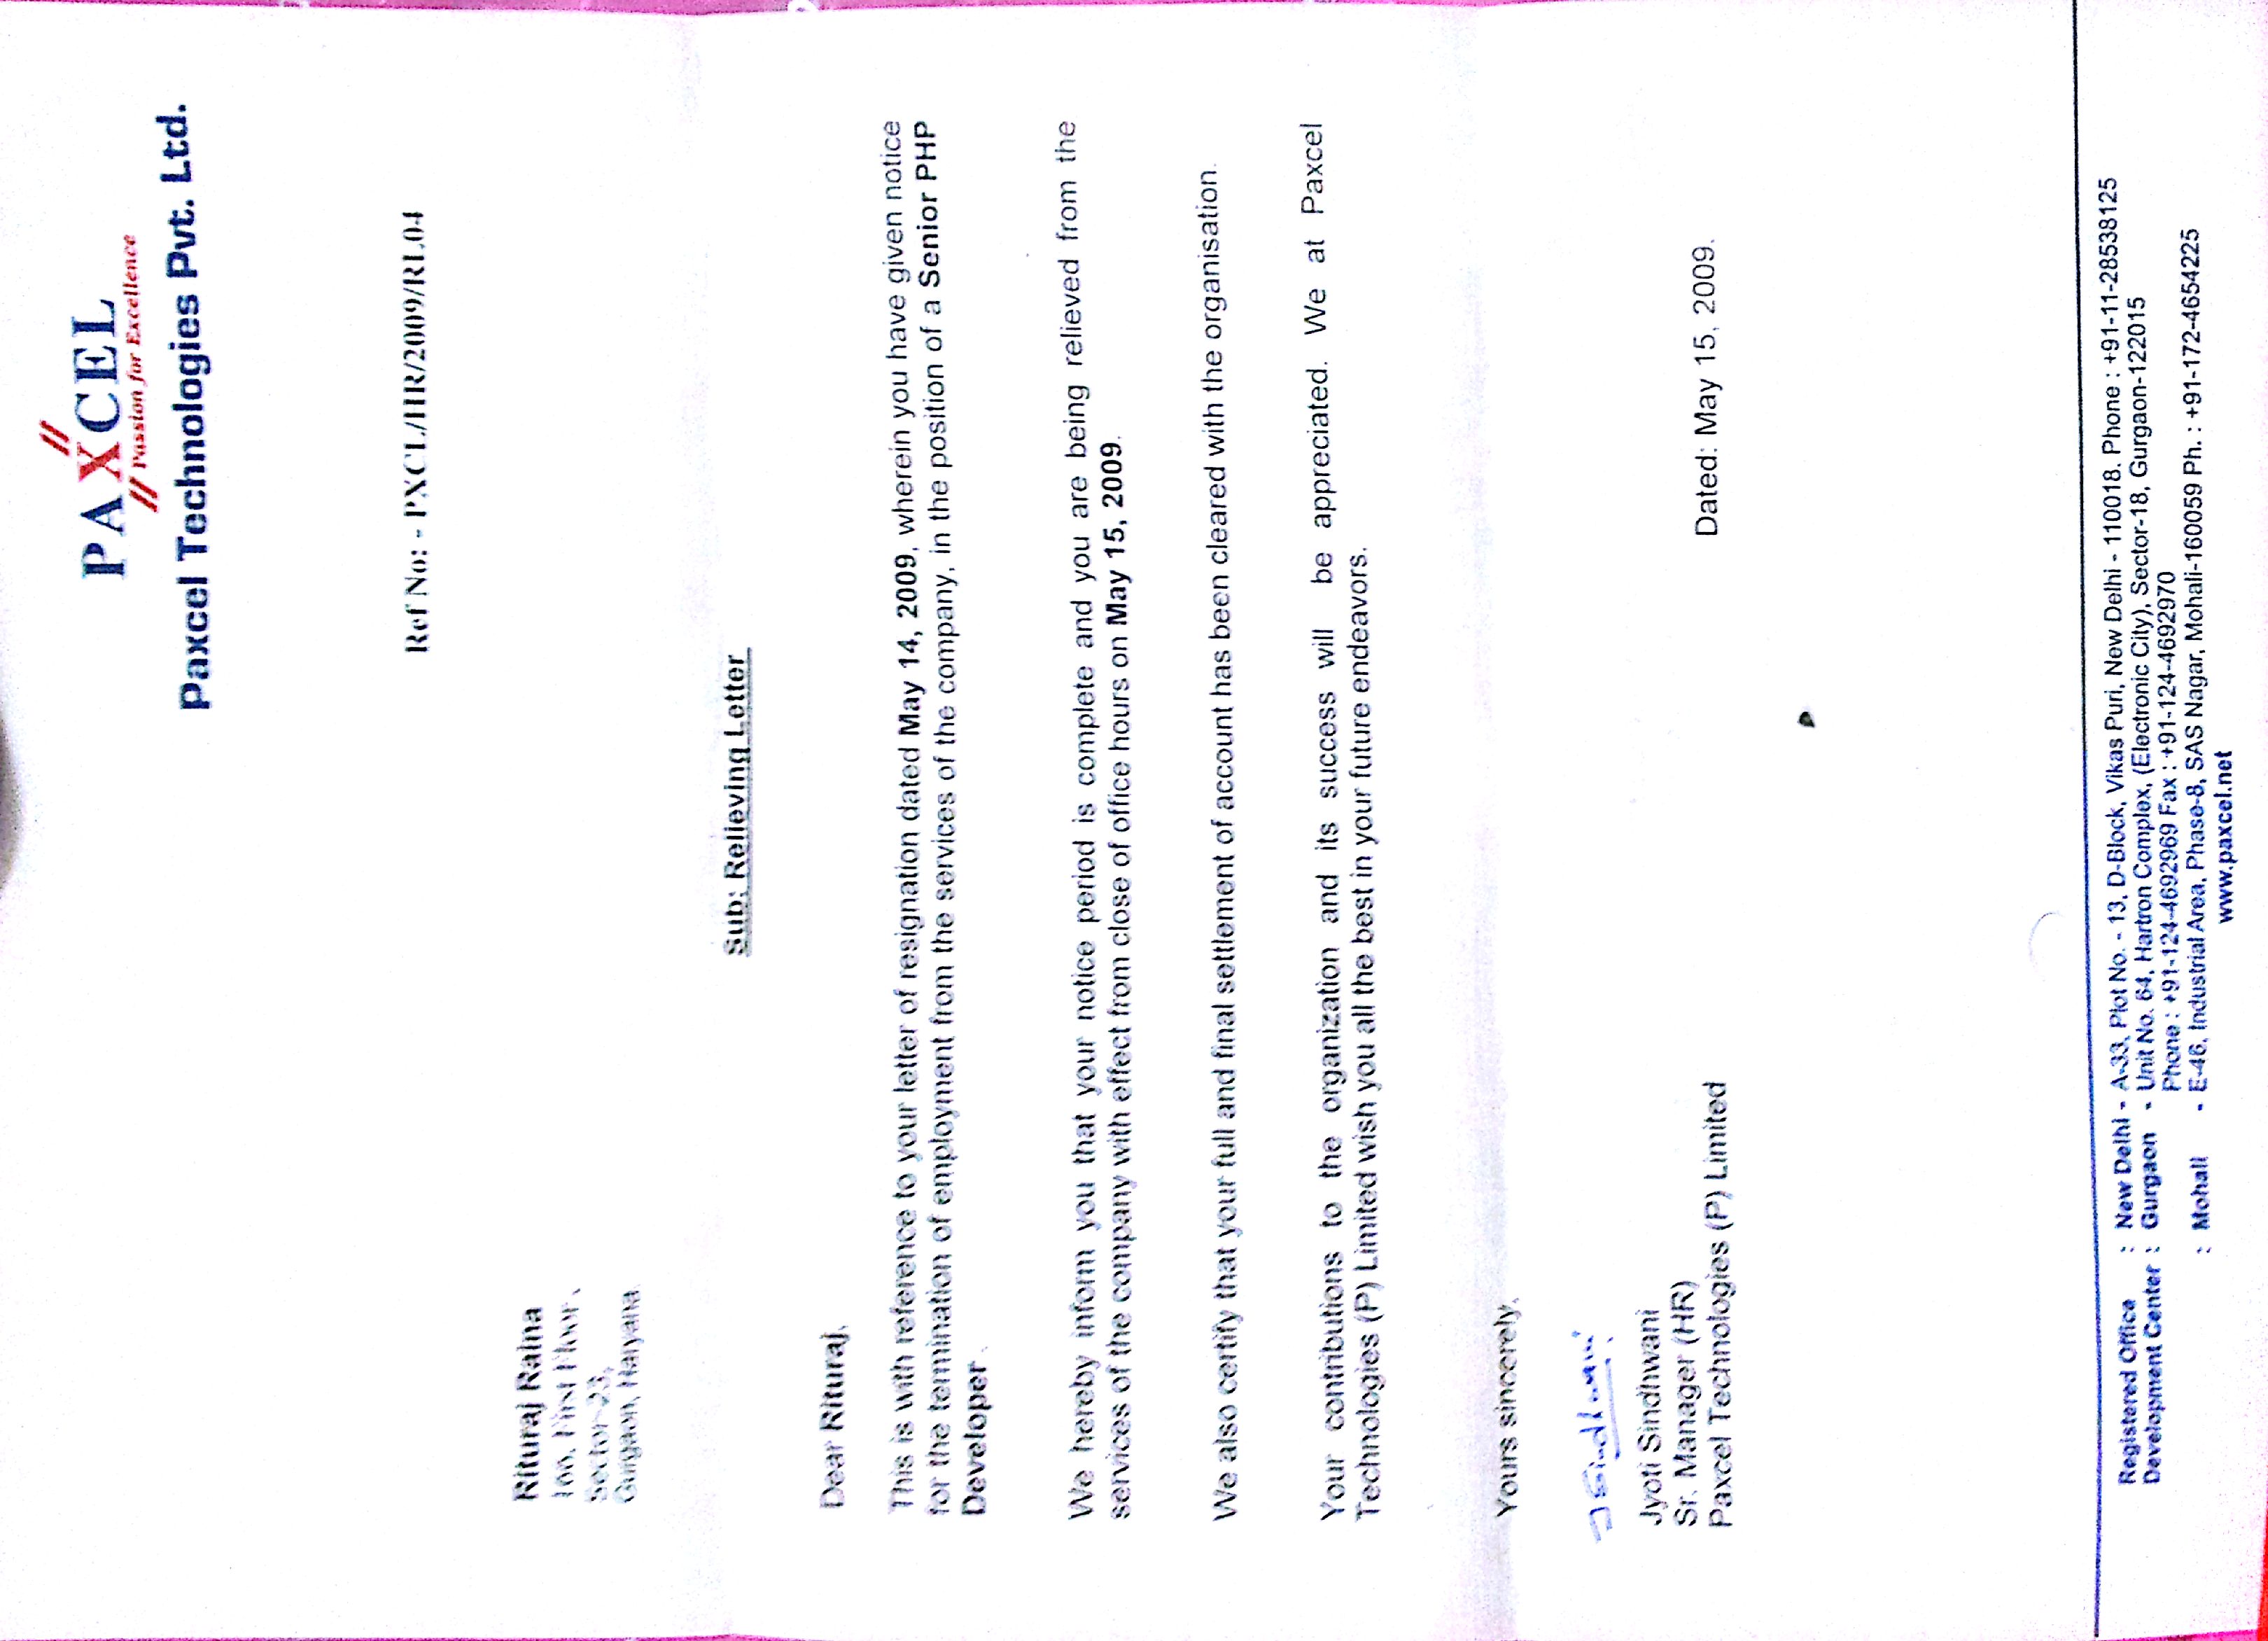 PAXCEL
Passion for Excellence
Paxcel Technologies Pvt. Ltd.
Ref No: - PXCL/HR/2009/RL04
Rituraj Raina
First Floor,
Sector-23,
Gurgaon, Haryana
Sub: Relieving Letter
Dear Rituraj,
This is with reference to your letter of resignation dated May 14, 2009, wherein you have given notice
for the termination of employment from the services of the company, in the position of a Senior PHP
Developer.
We hereby inform you that your notice period is complete and you are being relieved from the
services of the company with effect from close of office hours on May 15, 2009.
We also certify that your full and final settlement of account has been cleared with the organisation.
Your contributions to the organization and its success will be appreciated. We at Paxcel
Technologies (P) Limited wish you all the best in your future endeavors.
Yours sincerely,
JSindhwani
Jyoti Sindhwani
Sr. Manager (HR)
Paxcel Technologies (P) Limited
Dated: May 15, 2009.
Registered Office : New Delhi - A-33, Plot No. - 13, D-Block, Vikas Puri, New Delhi - 110018. Phone : +91-11-28538125
Development Center : Gurgaon - Unit No. 64, Hartron Complex, (Electronic City), Sector-18, Gurgaon-122015
Phone : +91-124-4692969 Fax : +91-124-4692970
: Mohali - E-46, Industrial Area, Phase-8, SAS Nagar, Mohali-160059 Ph. : +91-172-4654225
www.paxcel.net